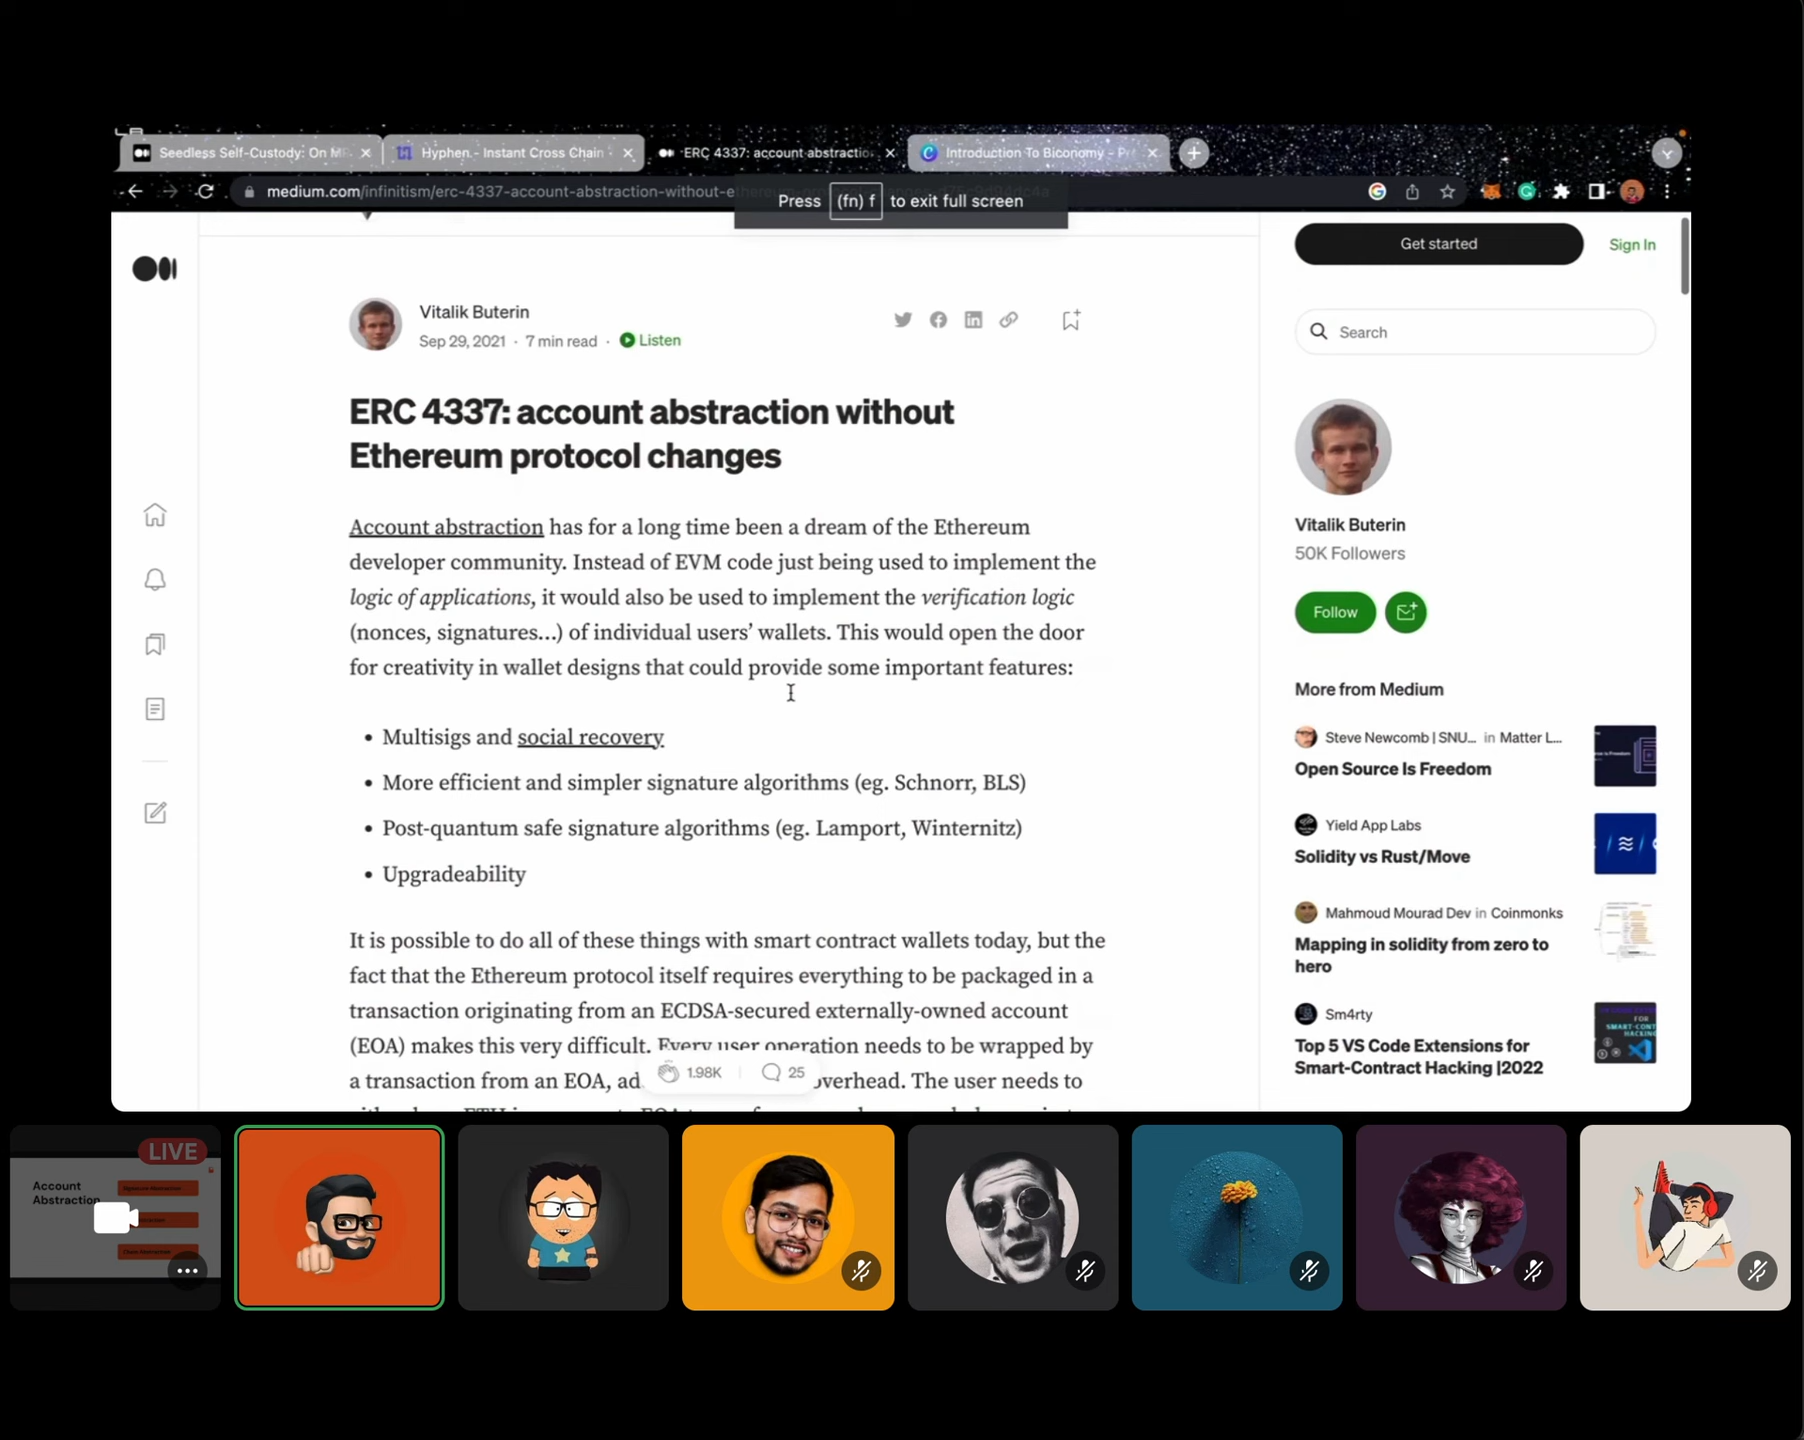 Seedless Self-Custody: On MP
Hyphen - Instant Cross Chain
ERC 4337: account abstractio
Introduction To Biconomy - Pr
medium.com/infinitism/erc-4337-account-abstraction-without-e
Press (fn) f to exit full screen
Get started
Sign In
Vitalik Buterin
Sep 29, 2021 · 7 min read · Listen
Search
ERC 4337: account abstraction without
Ethereum protocol changes
Account abstraction has for a long time been a dream of the Ethereum
developer community. Instead of EVM code just being used to implement the
logic of applications, it would also be used to implement the verification logic
(nonces, signatures…) of individual users’ wallets. This would open the door
for creativity in wallet designs that could provide some important features:
• Multisigs and social recovery
• More efficient and simpler signature algorithms (eg. Schnorr, BLS)
• Post-quantum safe signature algorithms (eg. Lamport, Winternitz)
• Upgradeability
It is possible to do all of these things with smart contract wallets today, but the
fact that the Ethereum protocol itself requires everything to be packaged in a
transaction originating from an ECDSA-secured externally-owned account
(EOA) makes this very difficult. Every user operation needs to be wrapped by
a transaction from an EOA, ad overhead. The user needs to
1.98K
25
Vitalik Buterin
50K Followers
Follow
More from Medium
Steve Newcomb | SNU... in Matter L...
Open Source Is Freedom
Yield App Labs
Solidity vs Rust/Move
Mahmoud Mourad Dev in Coinmonks
Mapping in solidity from zero to
hero
Sm4rty
Top 5 VS Code Extensions for
Smart-Contract Hacking |2022
FOR
SMART-CONT
HACKING
LIVE
Account
Abstraction